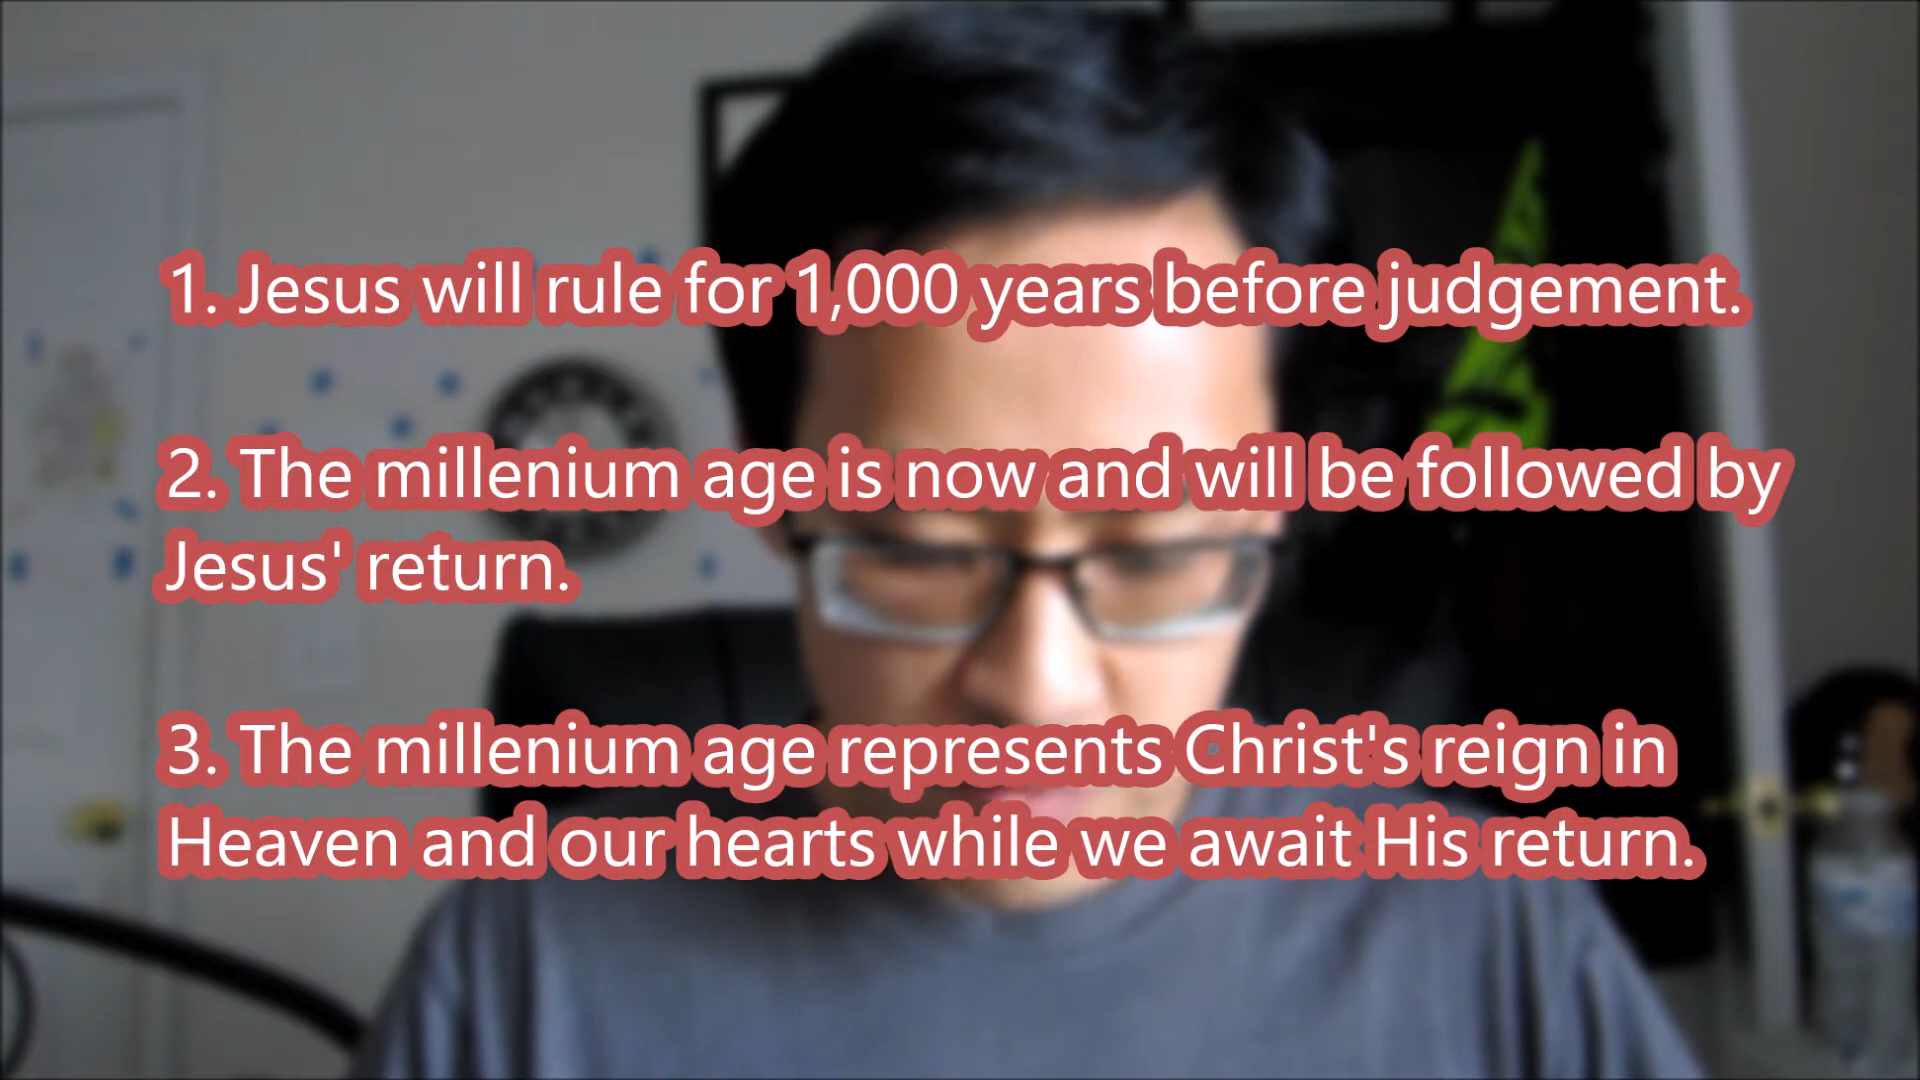 1. Jesus will rule for 1,000 years before judgement.
2. The millenium age is now and will be followed by
Jesus' return.
3. The millenium age represents Christ's reign in
Heaven and our hearts while we await His return.